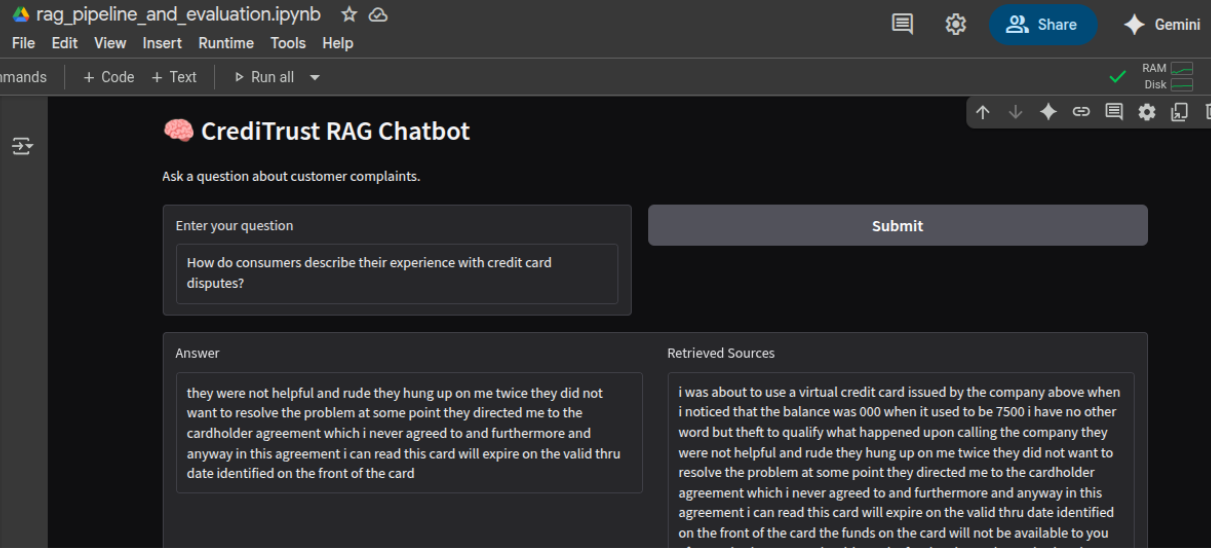 rag_pipeline_and_evaluation.ipynb
Share
Gemini
File Edit View Insert Runtime Tools Help
mmands
+ Code + Text
Run all
RAM
Disk
🧠 CrediTrust RAG Chatbot
Ask a question about customer complaints.
Enter your question
How do consumers describe their experience with credit card
disputes?
Submit
Answer
they were not helpful and rude they hung up on me twice they did not
want to resolve the problem at some point they directed me to the
cardholder agreement which i never agreed to and furthermore and
anyway in this agreement i can read this card will expire on the valid thru
date identified on the front of the card
Retrieved Sources
i was about to use a virtual credit card issued by the company above when
i noticed that the balance was 000 when it used to be 7500 i have no other
word but theft to qualify what happened upon calling the company they
were not helpful and rude they hung up on me twice they did not want to
resolve the problem at some point they directed me to the cardholder
agreement which i never agreed to and furthermore and anyway in this
agreement i can read this card will expire on the valid thru date identified
on the front of the card the funds on the card will not be available to you